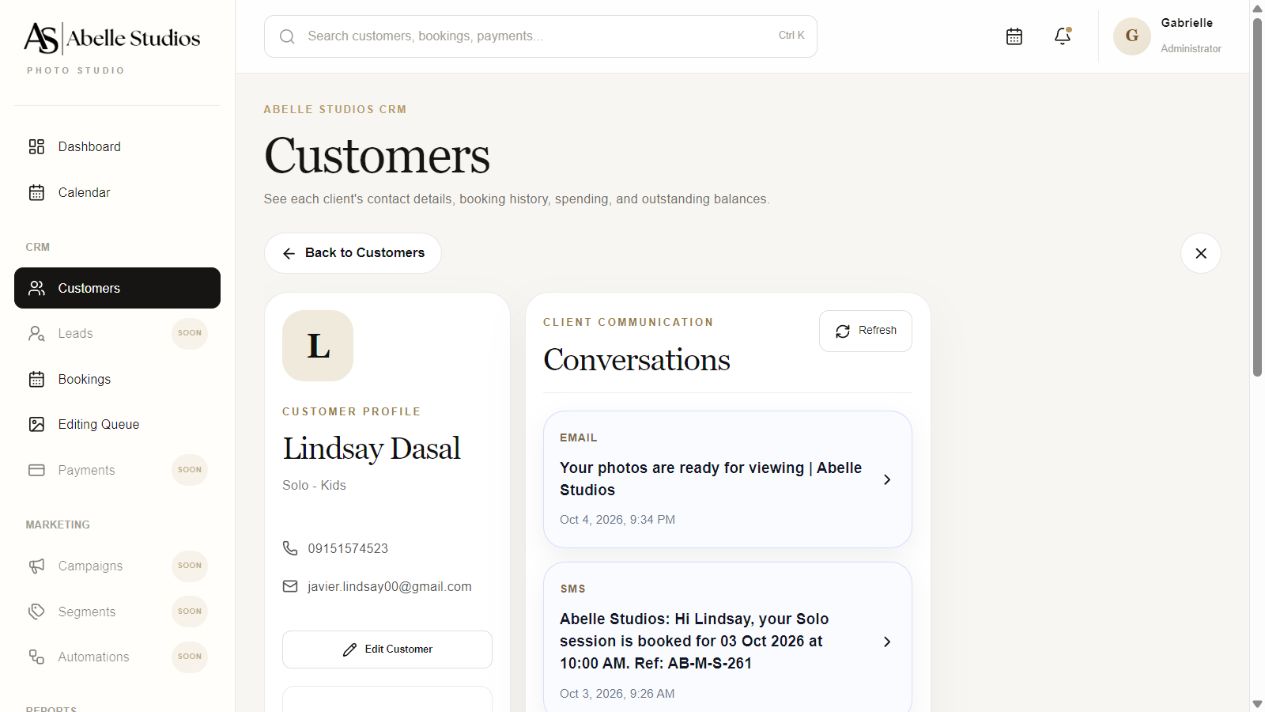 AS | Abelle Studios
PHOTO STUDIO
Dashboard
Calendar
CRM
Customers
Leads SOON
Bookings
Editing Queue
Payments SOON
MARKETING
Campaigns SOON
Segments SOON
Automations SOON
REPORTS
Search customers, bookings, payments... Ctrl K
G
Gabrielle
Administrator
ABELLE STUDIOS CRM
Customers
See each client's contact details, booking history, spending, and outstanding balances.
Back to Customers
L
CUSTOMER PROFILE
Lindsay Dasal
Solo - Kids
09151574523
javier.lindsay00@gmail.com
Edit Customer
CLIENT COMMUNICATION
Conversations
Refresh
EMAIL
Your photos are ready for viewing | Abelle
Studios
Oct 4, 2026, 9:34 PM
SMS
Abelle Studios: Hi Lindsay, your Solo
session is booked for 03 Oct 2026 at
10:00 AM. Ref: AB-M-S-261
Oct 3, 2026, 9:26 AM